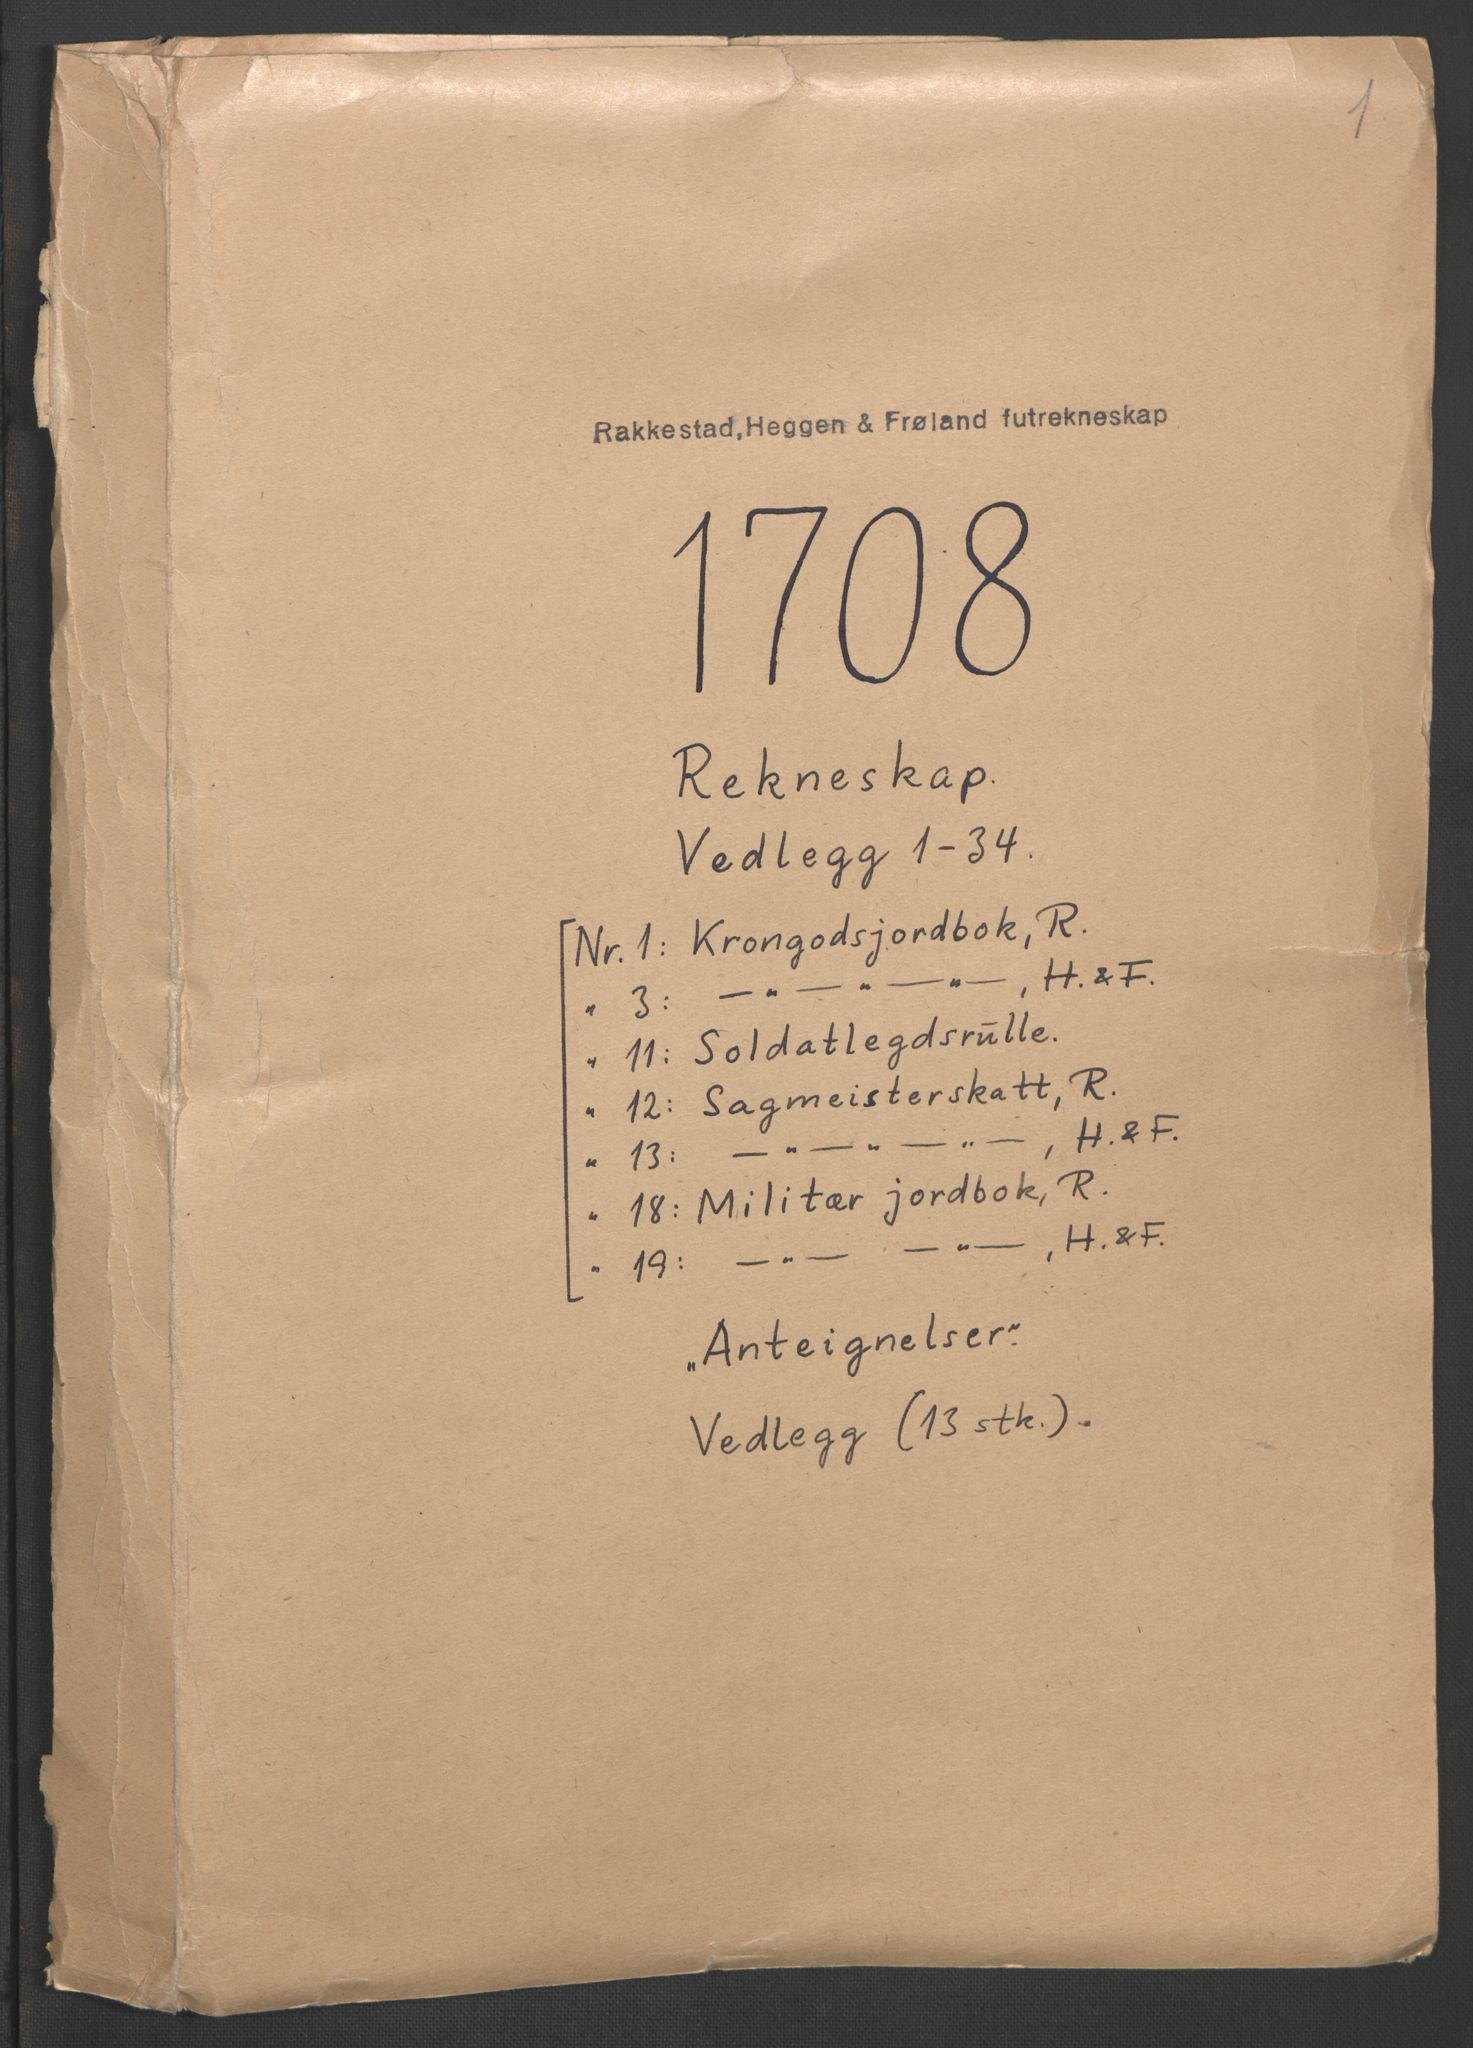 1
Rakkestad, Heggen & Frøland futrekneskap
1708
Rekneskap.
Vedlegg 1-34.
Nr. 1: Krongodsjordbok, R.
„ 3: — „ — „ — „ —, H. & F.
„ 11: Soldatlegdsrūlle.
„ 12: Sagmeisterskatt, R.
„ 13: — „ — „ — „ —, H. & F.
„ 18: Militær jordbok, R.
„ 19: — „ — — „ —, H. & F.
„Anteignelser".
Vedlegg (13 stk.).